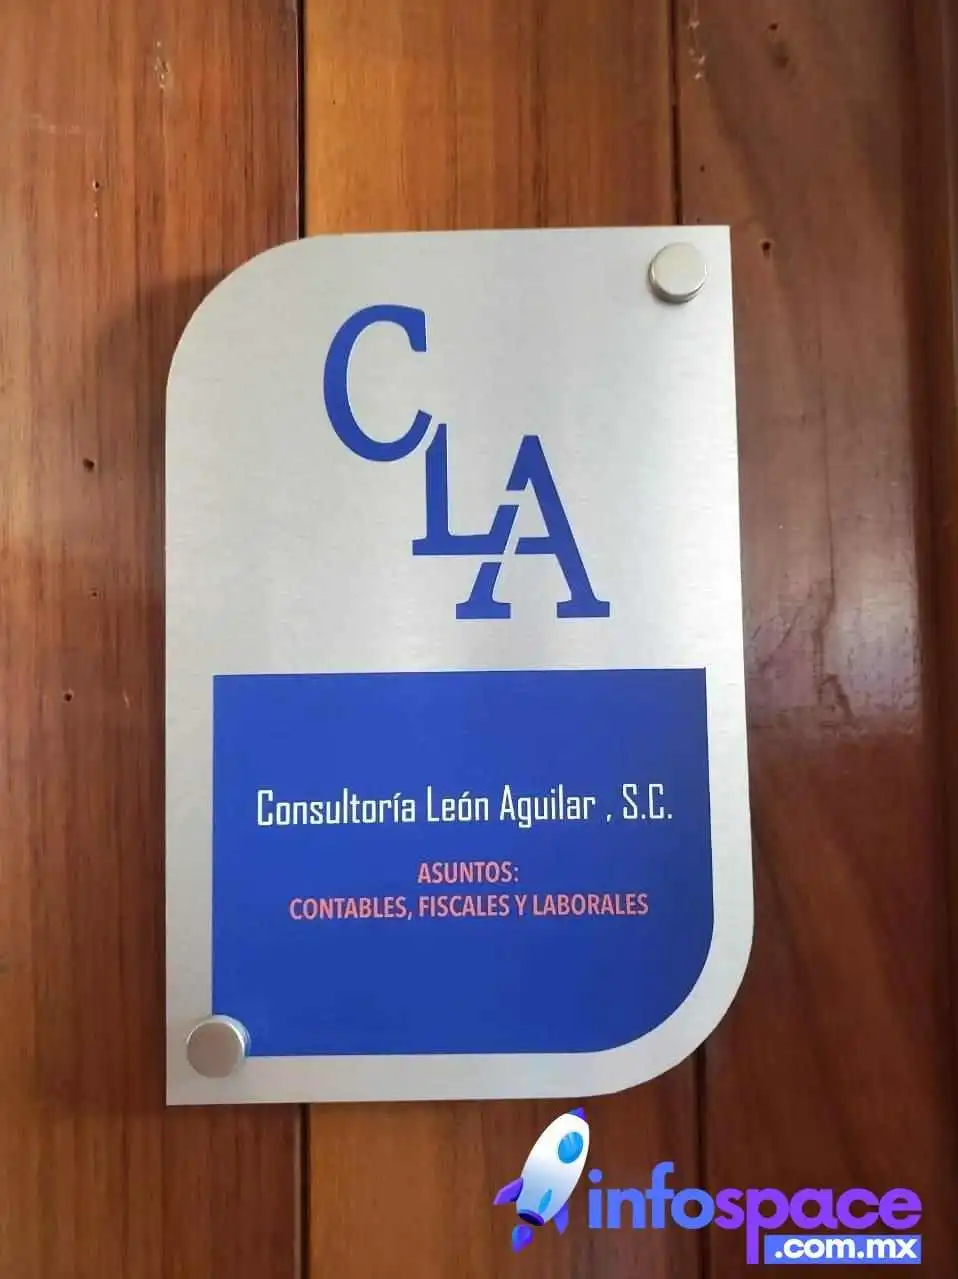 CLA
Consultoría León Aguilar , S.C.
ASUNTOS:
CONTABLES, FISCALES Y LABORALES
infospace
.com.mx